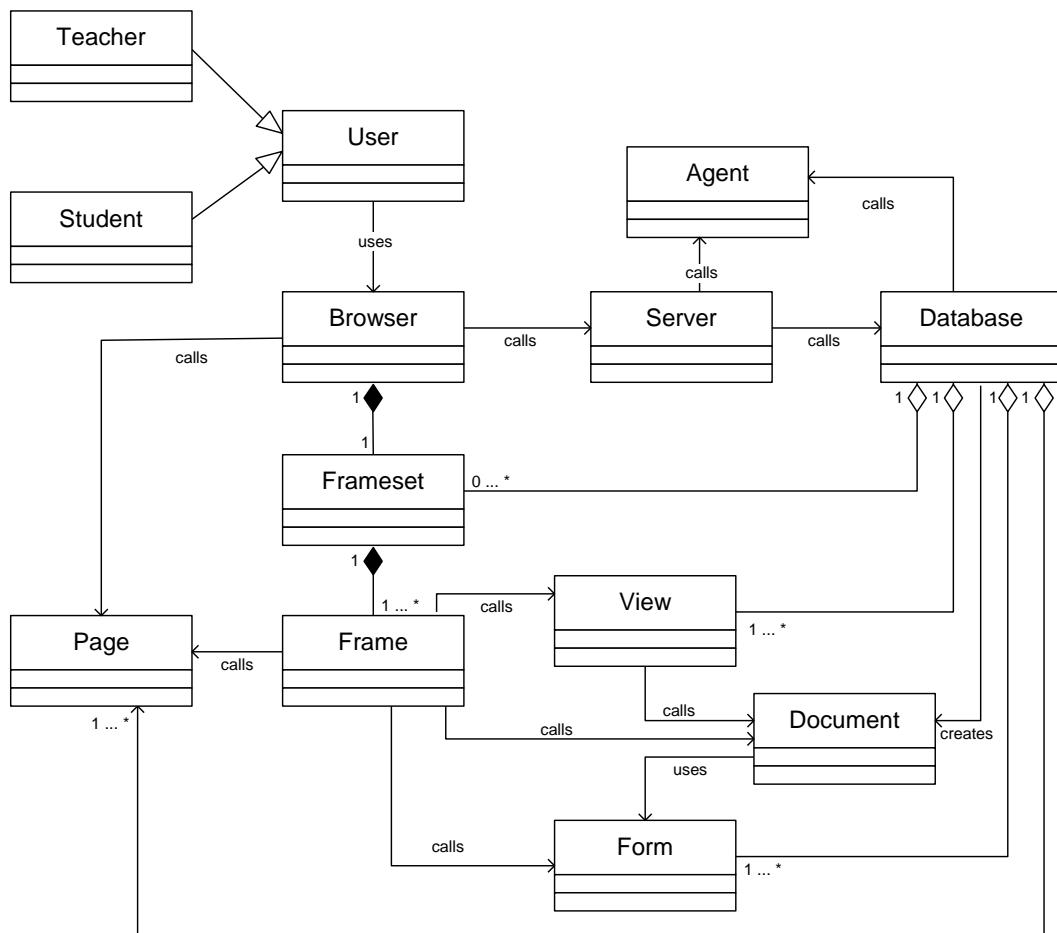 Teacher
User
Agent
Student
calls
uses
calls
Browser
Server
Database
calls
calls
calls
1
1
1
1
1
1
Frameset
0 ... *
1
1 ... *
calls
View
1 ... *
Page
Frame
calls
1 ... *
calls
Document
calls
creates
uses
calls
Form
1 ... *